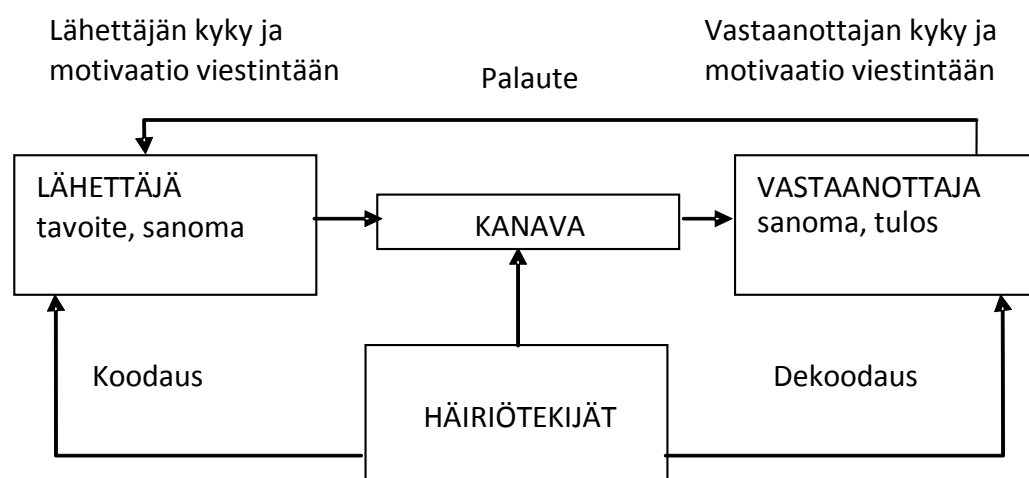 Lähettäjän kyky ja
motivaatio viestintään
Vastaanottajan kyky ja
motivaatio viestintään
Palaute
LÄHETTÄJÄ
tavoite, sanoma
KANAVA
VASTAANOTTAJA
sanoma, tulos
Koodaus
Dekoodaus
HÄIRIÖTEKIJÄT